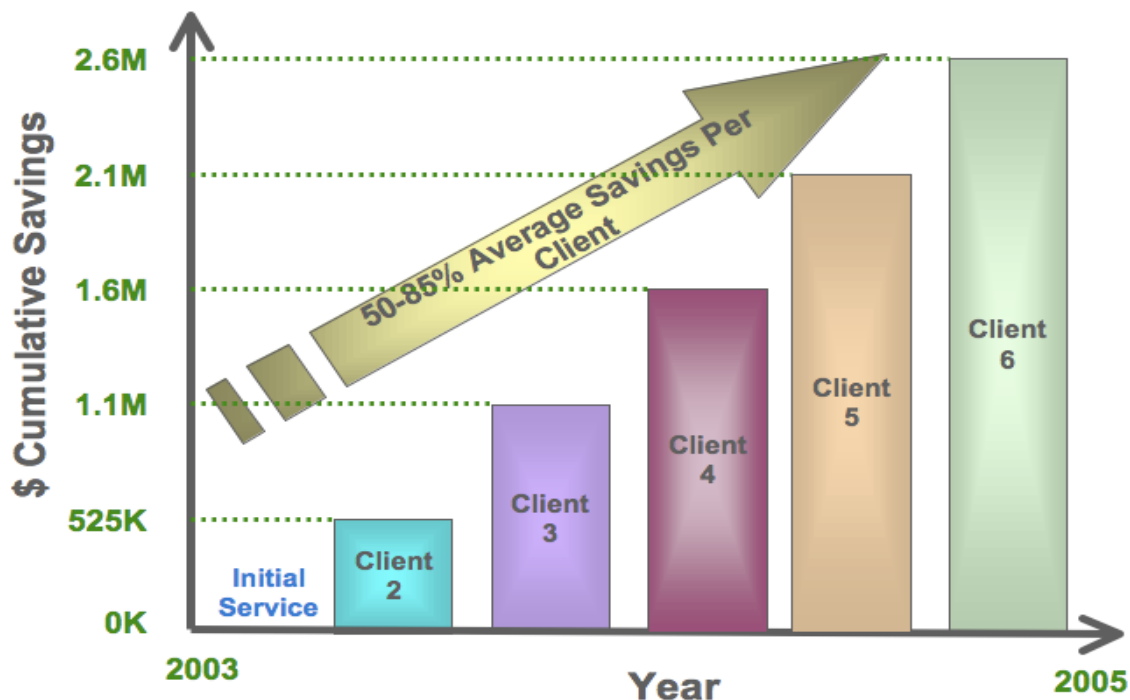 $ Cumulative Savings
2.6M
2.1M
1.6M
1.1M
525K
0K
50-85% Average Savings Per
Client
Initial
Service
Client
2
Client
3
Client
4
Client
5
Client
6
2003
Year
2005